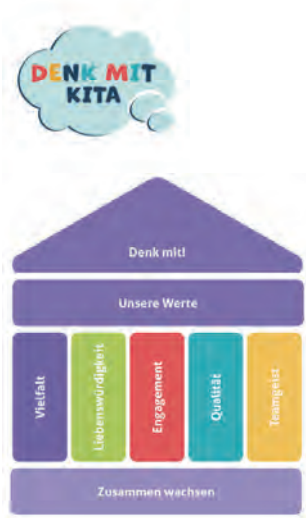 DENK MIT
KITA
Denk mit!
Unsere Werte
Vielfalt
Liebenswürdigkeit
Engagement
Qualität
Teamgeist
Zusammen wachsen